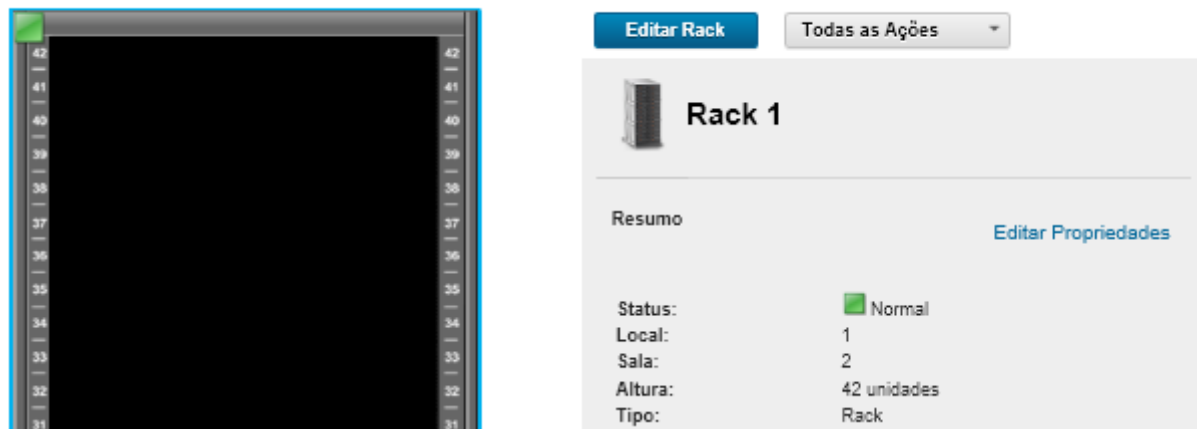 42 42
41 41
40 40
39 39
38 38
37 37
36 36
35 35
34 34
33 33
32 32
31 31
Editar Rack Todas as Ações
Rack 1
Resumo
Editar Propriedades
Status: Normal
Local: 1
Sala: 2
Altura: 42 unidades
Tipo: Rack